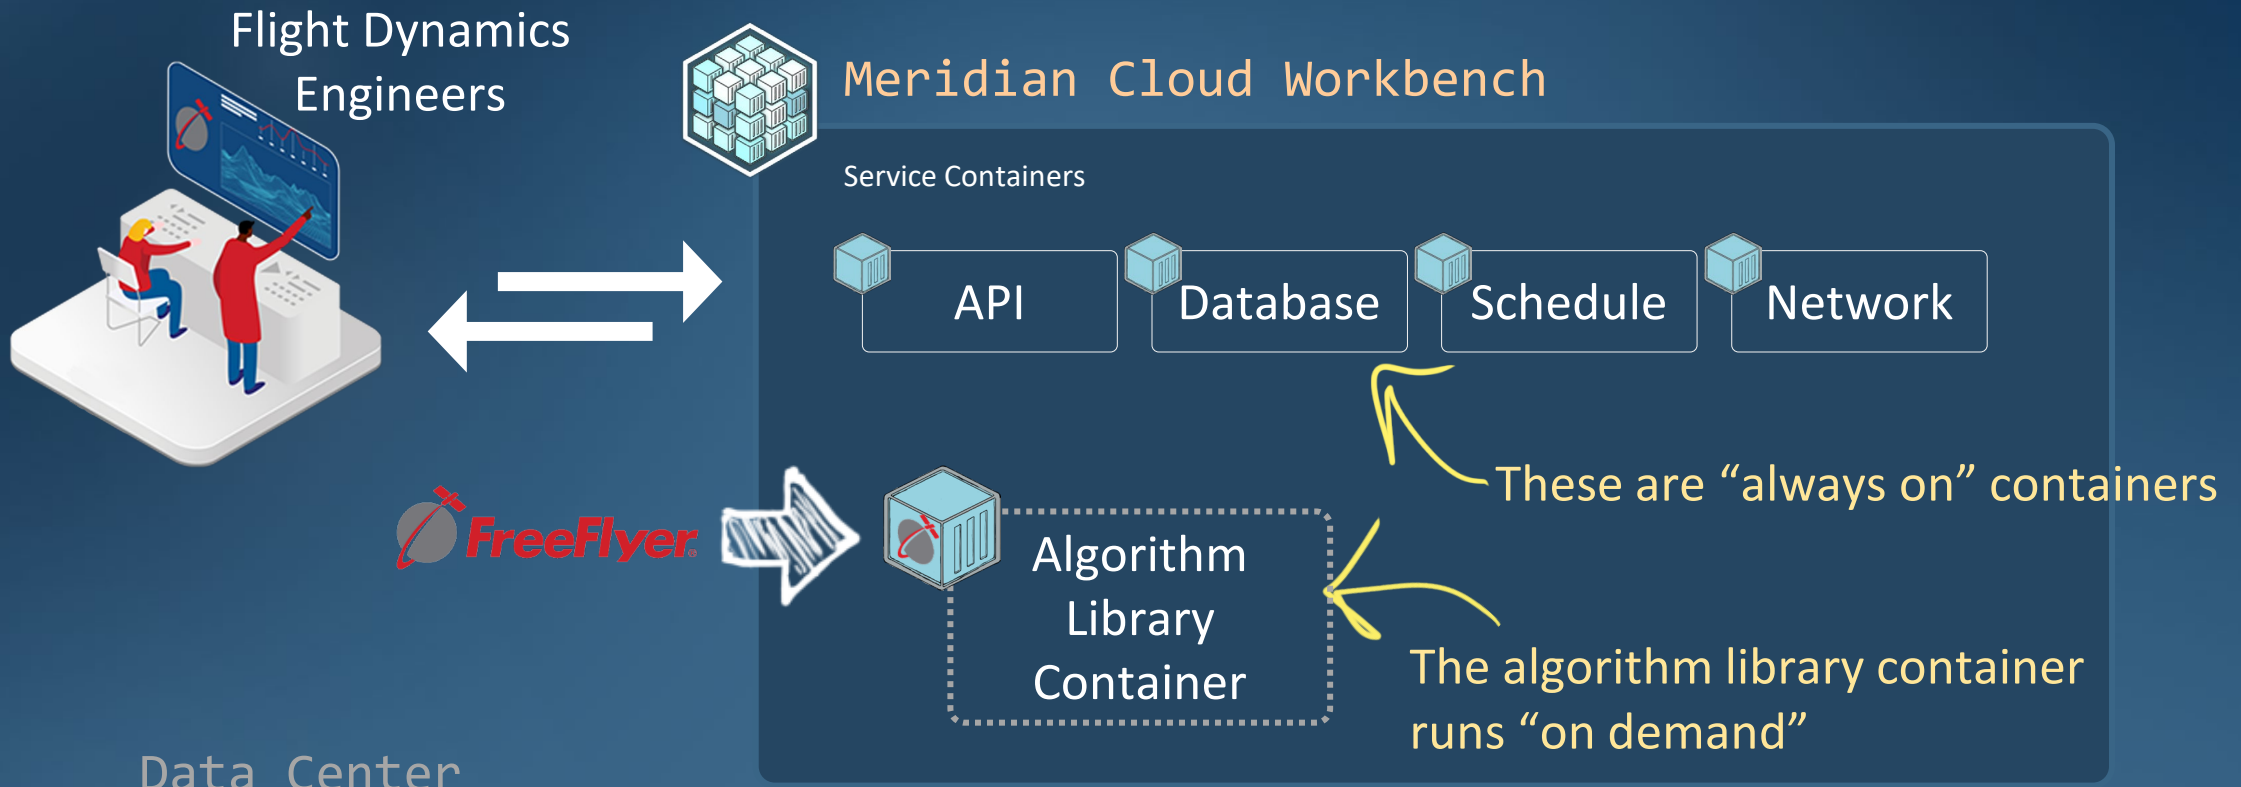 Flight Dynamics
Engineers
Meridian Cloud Workbench
Service Containers
API
Database
Schedule
Network
These are “always on” containers
FreeFlyer®
Algorithm
Library
Container
The algorithm library container
runs “on demand”
Data Center